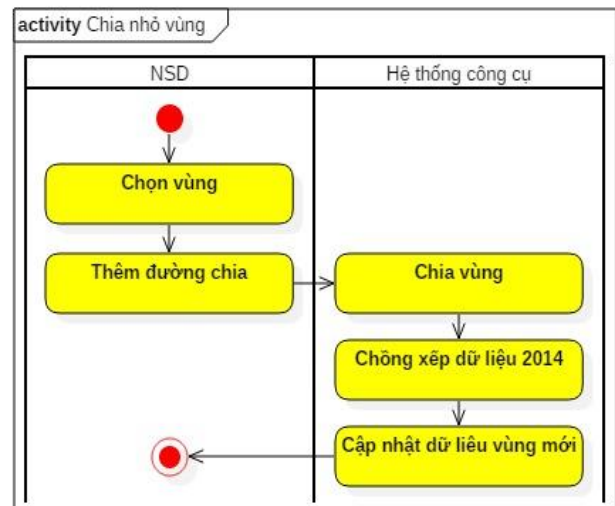 activity Chia nhỏ vùng
NSD
Hệ thống công cụ
Chọn vùng
Thêm đường chia
Chia vùng
Chồng xếp dữ liệu 2014
Cập nhật dữ liêu vùng mới